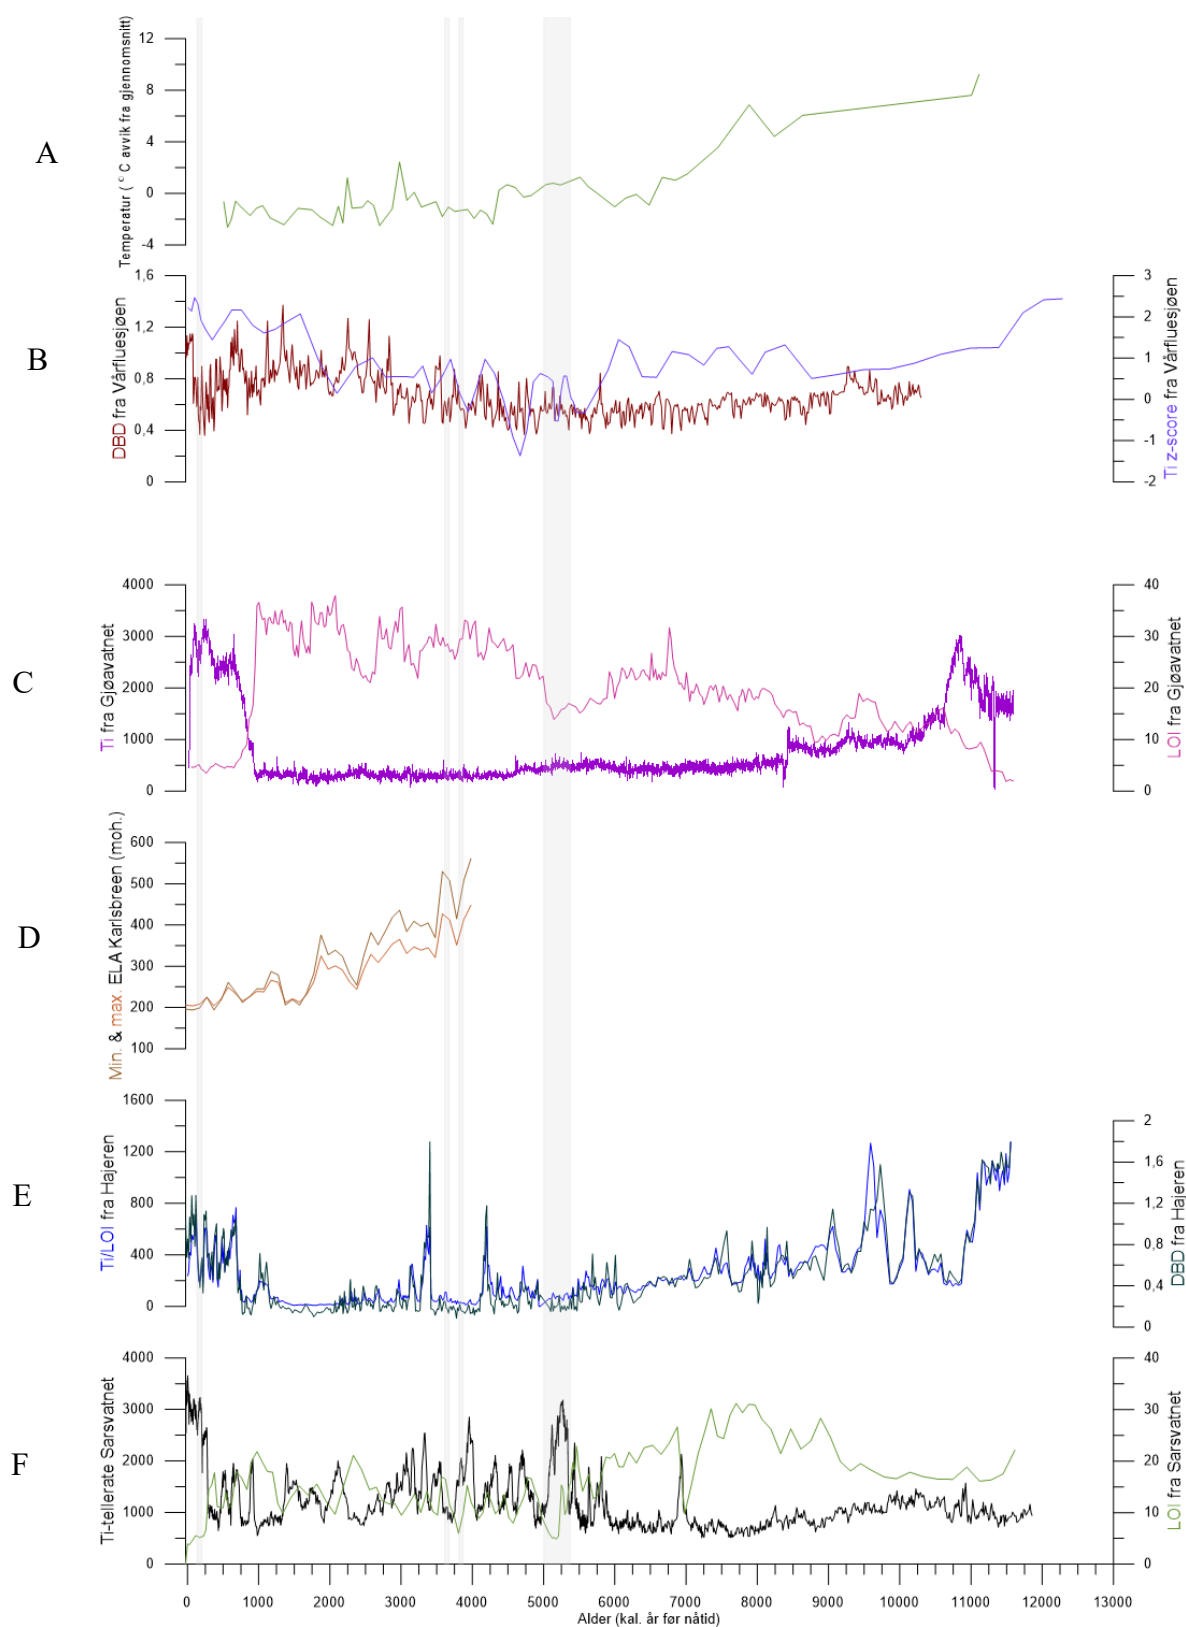 A
Temperatur ( ° C avvik fra gjennomsnitt)
12
8
4
0
-4
B
DBD fra Vårfluesjøen
1,6
1,2
0,8
0,4
0
3
2
1
0
-1
-2
Ti z-score fra Vårfluesjøen
C
Ti fra Gjøavatnet
4000
3000
2000
1000
0
40
30
20
10
0
LOI fra Gjøavatnet
D
Min. & max. ELA Karlsbreen (moh.)
600
500
400
300
200
100
E
Ti/LOI fra Hajeren
1600
1200
800
400
0
2
1,6
1,2
0,8
0,4
0
DBD fra Hajeren
F
Ti-tellerate Sarsvatnet
4000
3000
2000
1000
0
40
30
20
10
0
LOI fra Sarsvatnet
0 1000 2000 3000 4000 5000 6000 7000 8000 9000 10000 11000 12000 13000
Alder (kal. år før nåtid)